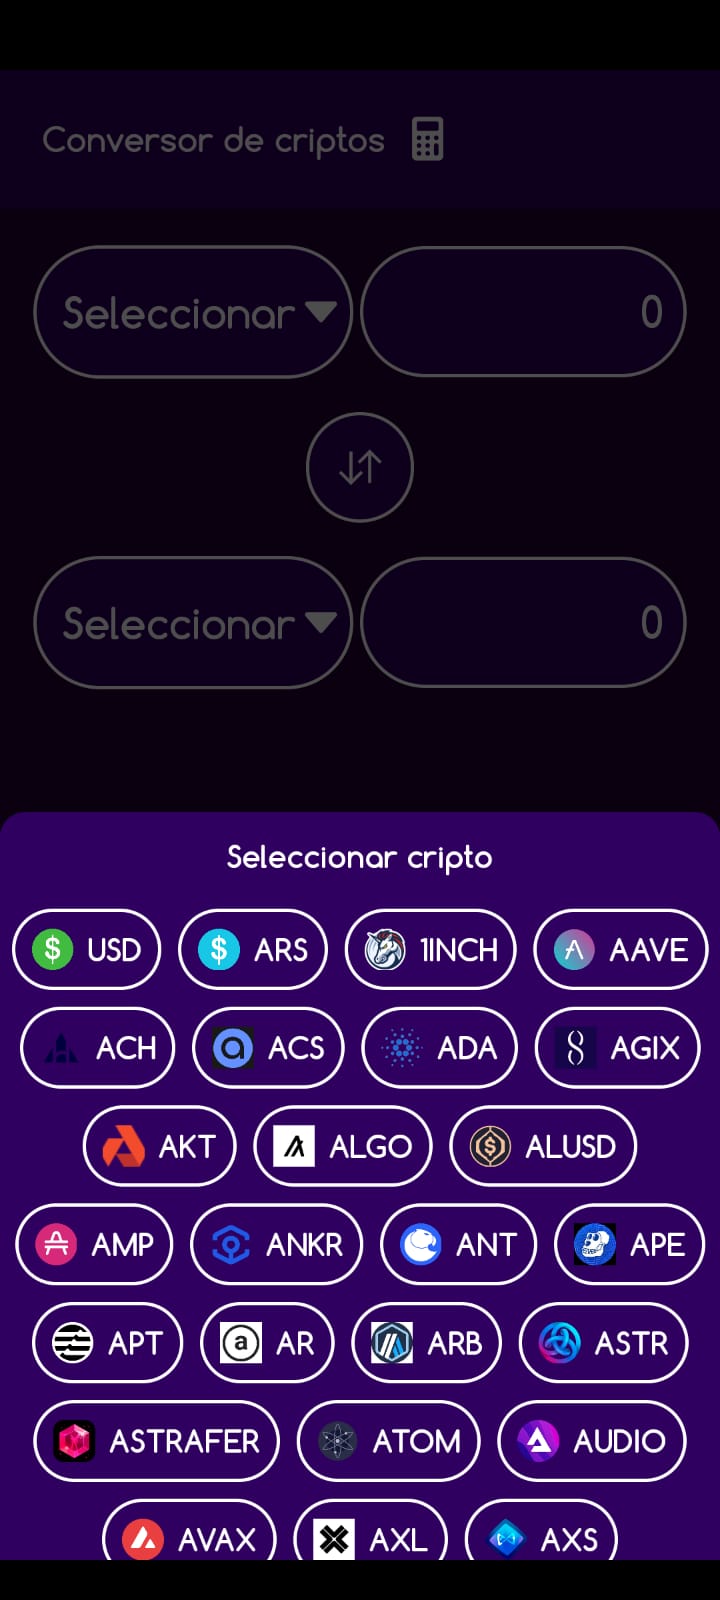 Conversor de criptos
Seleccionar 0
Seleccionar 0
Seleccionar cripto
USD ARS 1INCH AAVE
ACH ACS ADA AGIX
AKT ALGO ALUSD
AMP ANKR ANT APE
APT AR ARB ASTR
ASTRAFER ATOM AUDIO
AVAX AXL AXS